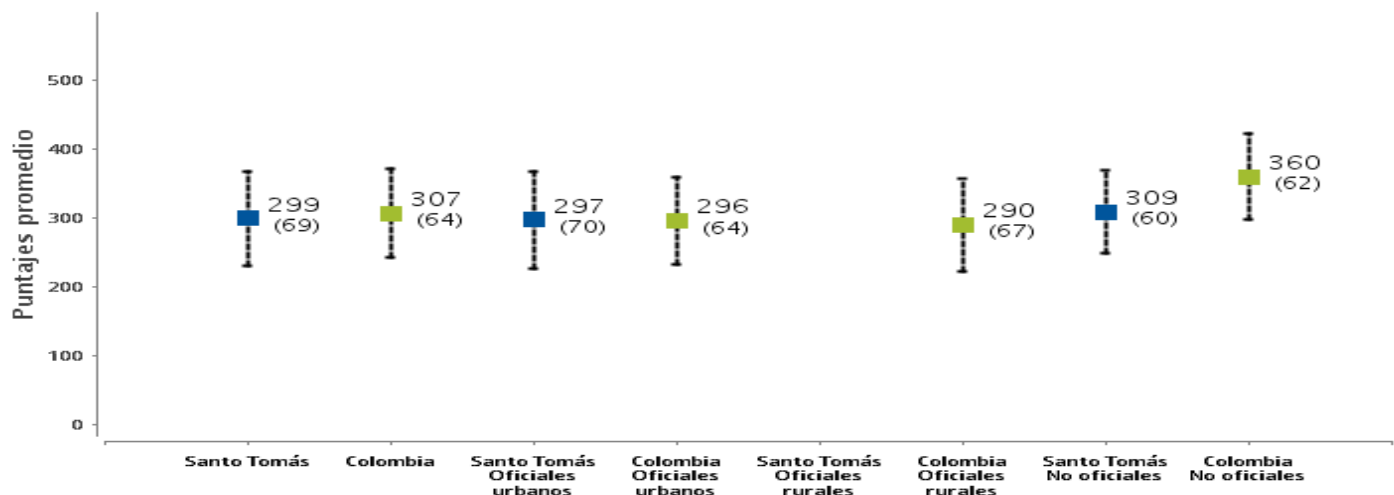 Puntajes promedio
500
400
300
200
100
0
299
(69)
307
(64)
297
(70)
296
(64)
290
(67)
309
(60)
360
(62)
Santo Tomás
Colombia
Santo Tomás
Oficiales
urbanos
Colombia
Oficiales
urbanos
Santo Tomás
Oficiales
rurales
Colombia
Oficiales
rurales
Santo Tomás
No oficiales
Colombia
No oficiales